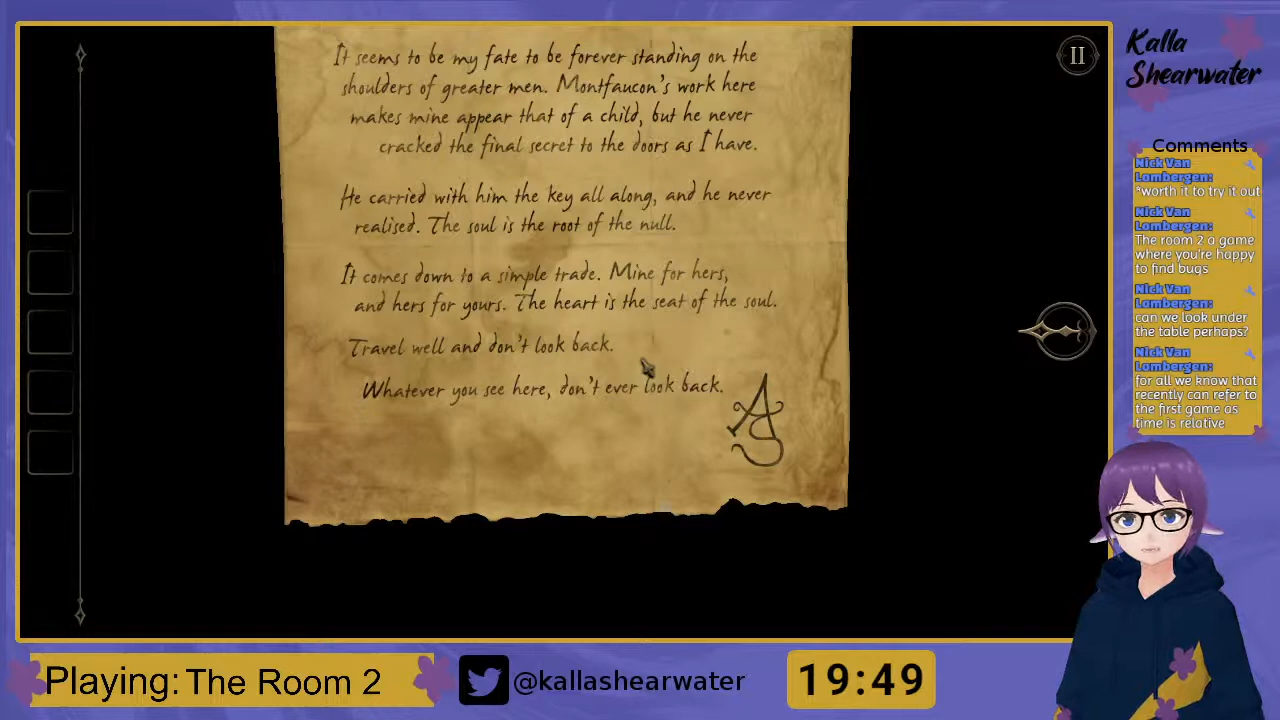 It seems to be my fate to be forever standing on the
shoulders of greater men. Montfaucon's work here
makes mine appear that of a child, but he never
cracked the final secret to the doors as I have.
He carried with him the key all along, and he never
realised. The soul is the root of the null.
It comes down to a simple trade. Mine for hers,
and hers for yours. The heart is the seat of the soul.
Travel well and don't look back.
Whatever you see here, don't ever look back.
AS
II
Kalla
Shearwater
Comments
Nick Van
Lombergen:
*worth it to try it out
Nick Van
Lombergen:
The room 2 a game
where you're happy
to find bugs
Nick Van
Lombergen:
can we look under
the table perhaps?
Nick Van
Lombergen:
for all we know that
recently can refer to
the first game as
time is relative
Playing: The Room 2
@kallashearwater
19:49